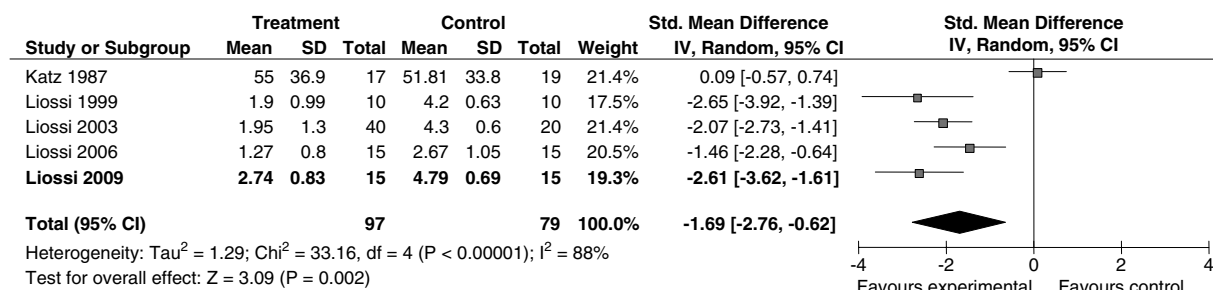 Treatment Control Std. Mean Difference Std. Mean Difference
Study or Subgroup Mean SD Total Mean SD Total Weight IV, Random, 95% CI IV, Random, 95% CI
Katz 1987 55 36.9 17 51.81 33.8 19 21.4% 0.09 [-0.57, 0.74]
Liossi 1999 1.9 0.99 10 4.2 0.63 10 17.5% -2.65 [-3.92, -1.39]
Liossi 2003 1.95 1.3 40 4.3 0.6 20 21.4% -2.07 [-2.73, -1.41]
Liossi 2006 1.27 0.8 15 2.67 1.05 15 20.5% -1.46 [-2.28, -0.64]
Liossi 2009 2.74 0.83 15 4.79 0.69 15 19.3% -2.61 [-3.62, -1.61]
Total (95% CI) 97 79 100.0% -1.69 [-2.76, -0.62]
Heterogeneity: Tau² = 1.29; Chi² = 33.16, df = 4 (P < 0.00001); I² = 88%
Test for overall effect: Z = 3.09 (P = 0.002)
-4 -2 0 2 4
Favours experimental Favours control